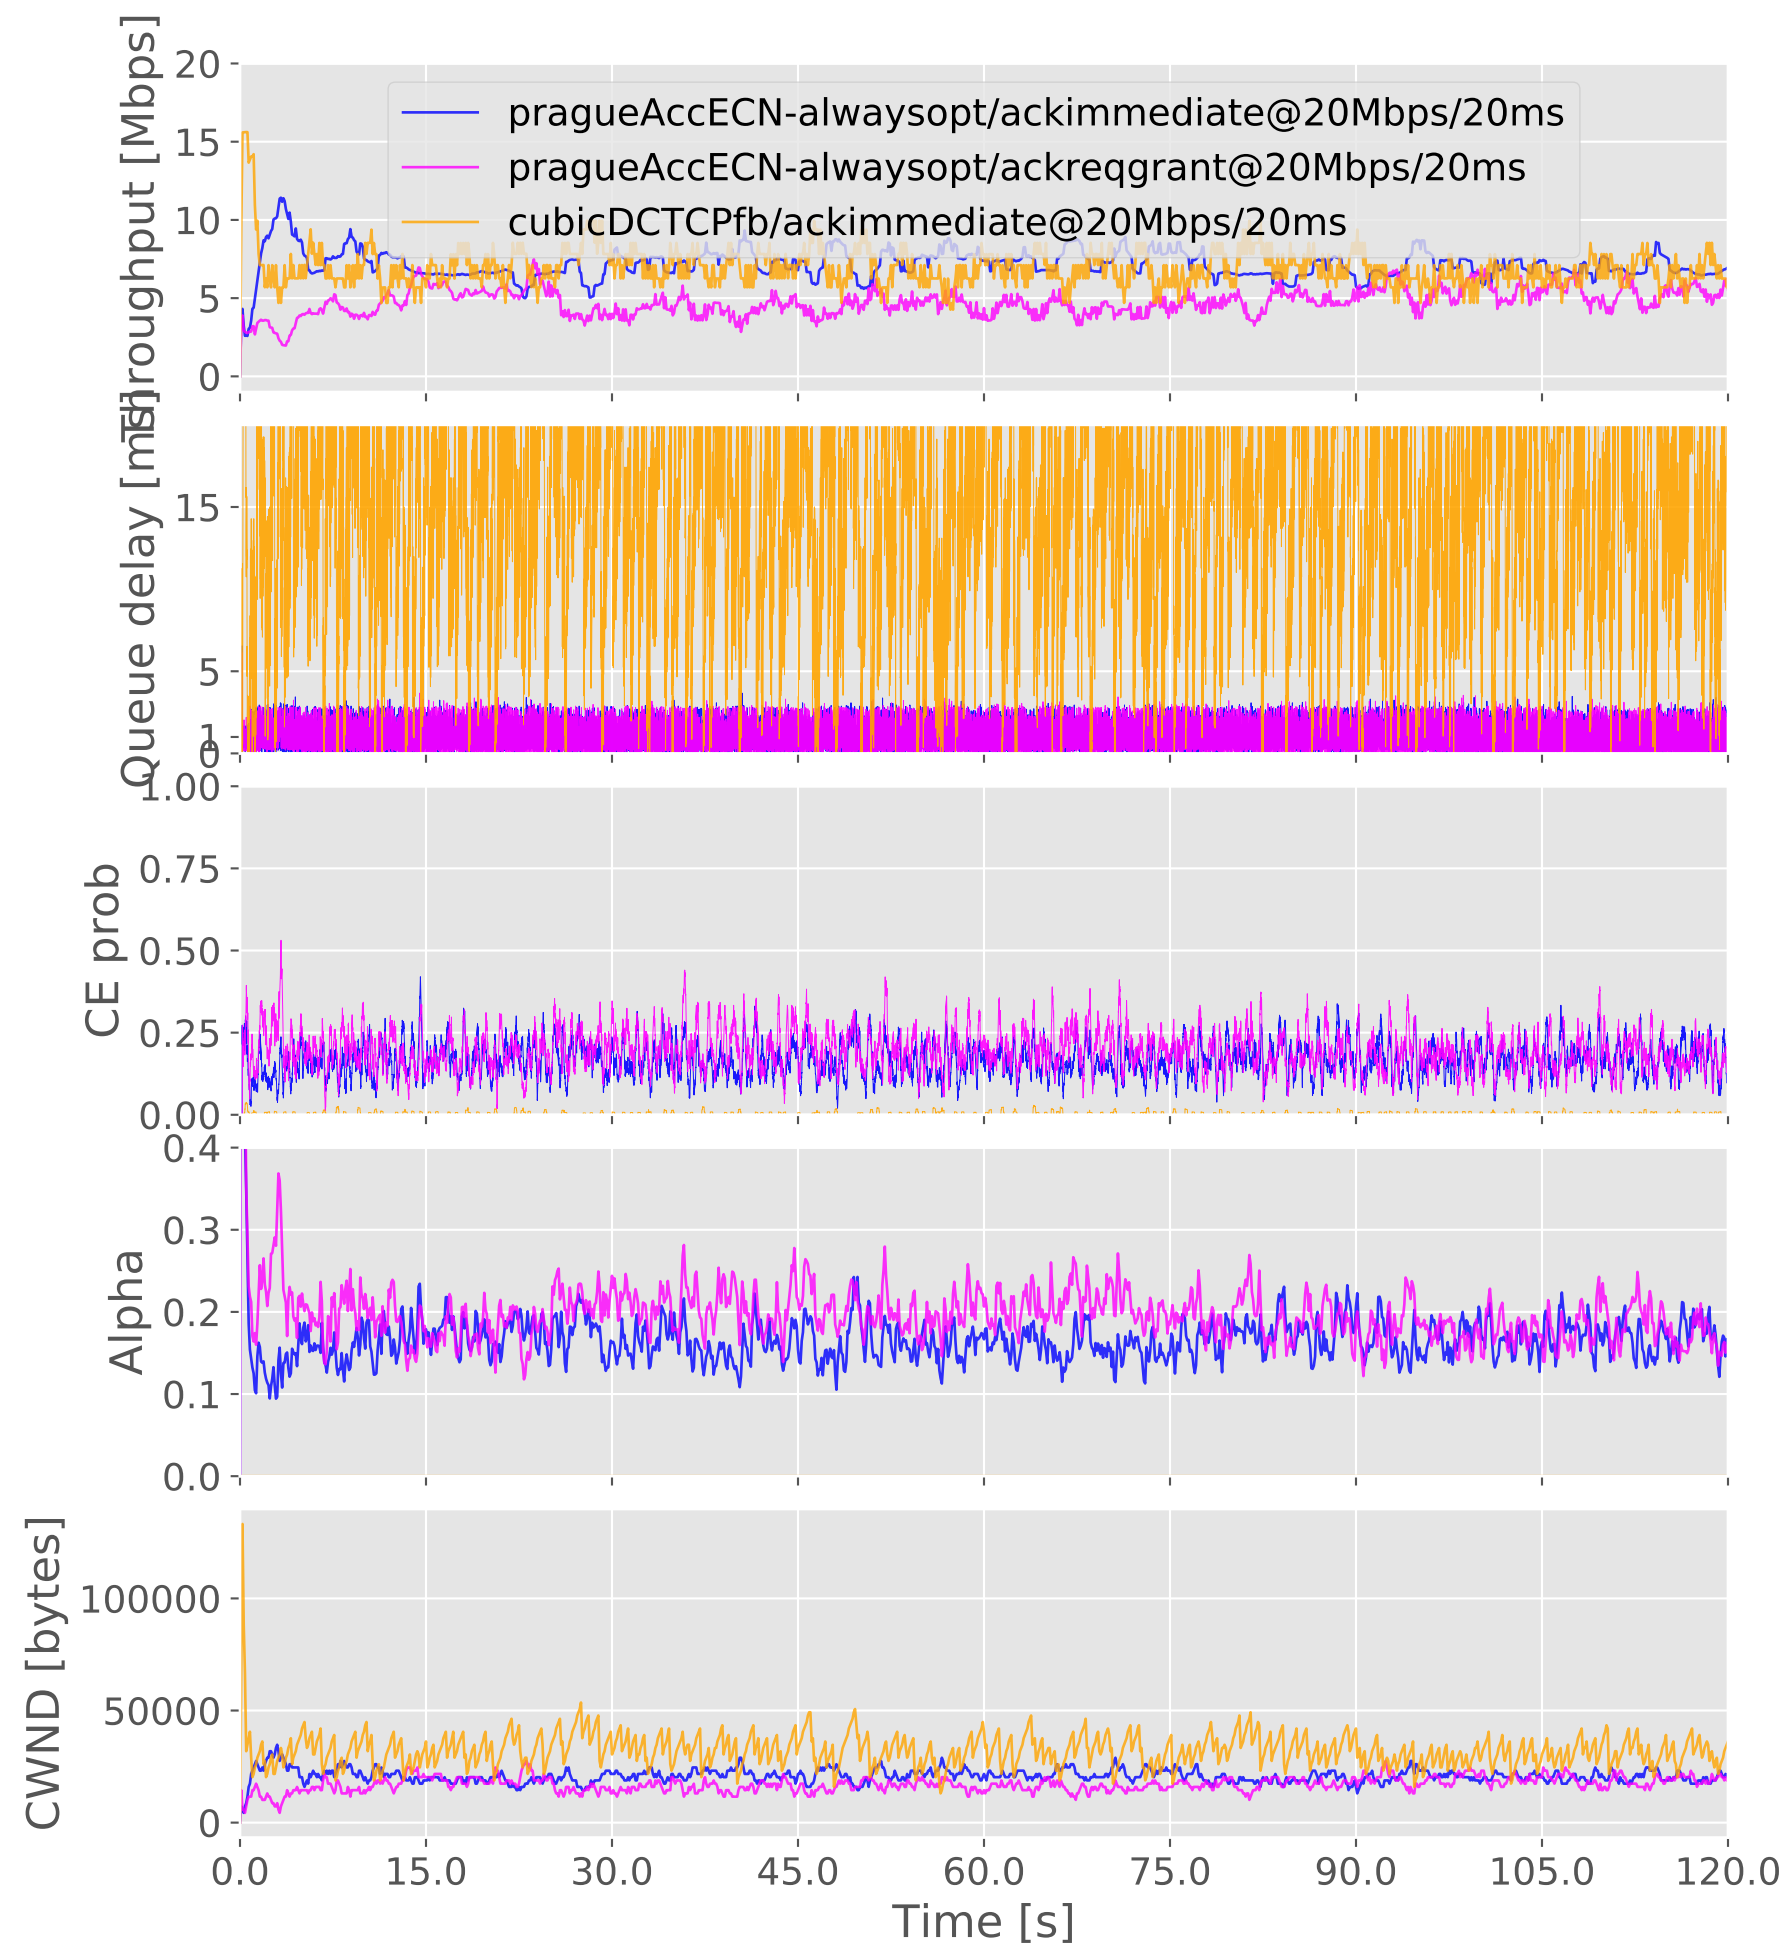 Throughput [Mbps]
20
15
10
5
0
pragueAccECN-alwaysopt/ackimmediate@20Mbps/20ms
pragueAccECN-alwaysopt/ackreqgrant@20Mbps/20ms
cubicDCTCPfb/ackimmediate@20Mbps/20ms
Queue delay [ms]
15
5
1
0
CE prob
1.00
0.75
0.50
0.25
0.00
Alpha
0.4
0.3
0.2
0.1
0.0
CWND [bytes]
100000
50000
0
0.0 15.0 30.0 45.0 60.0 75.0 90.0 105.0 120.0
Time [s]